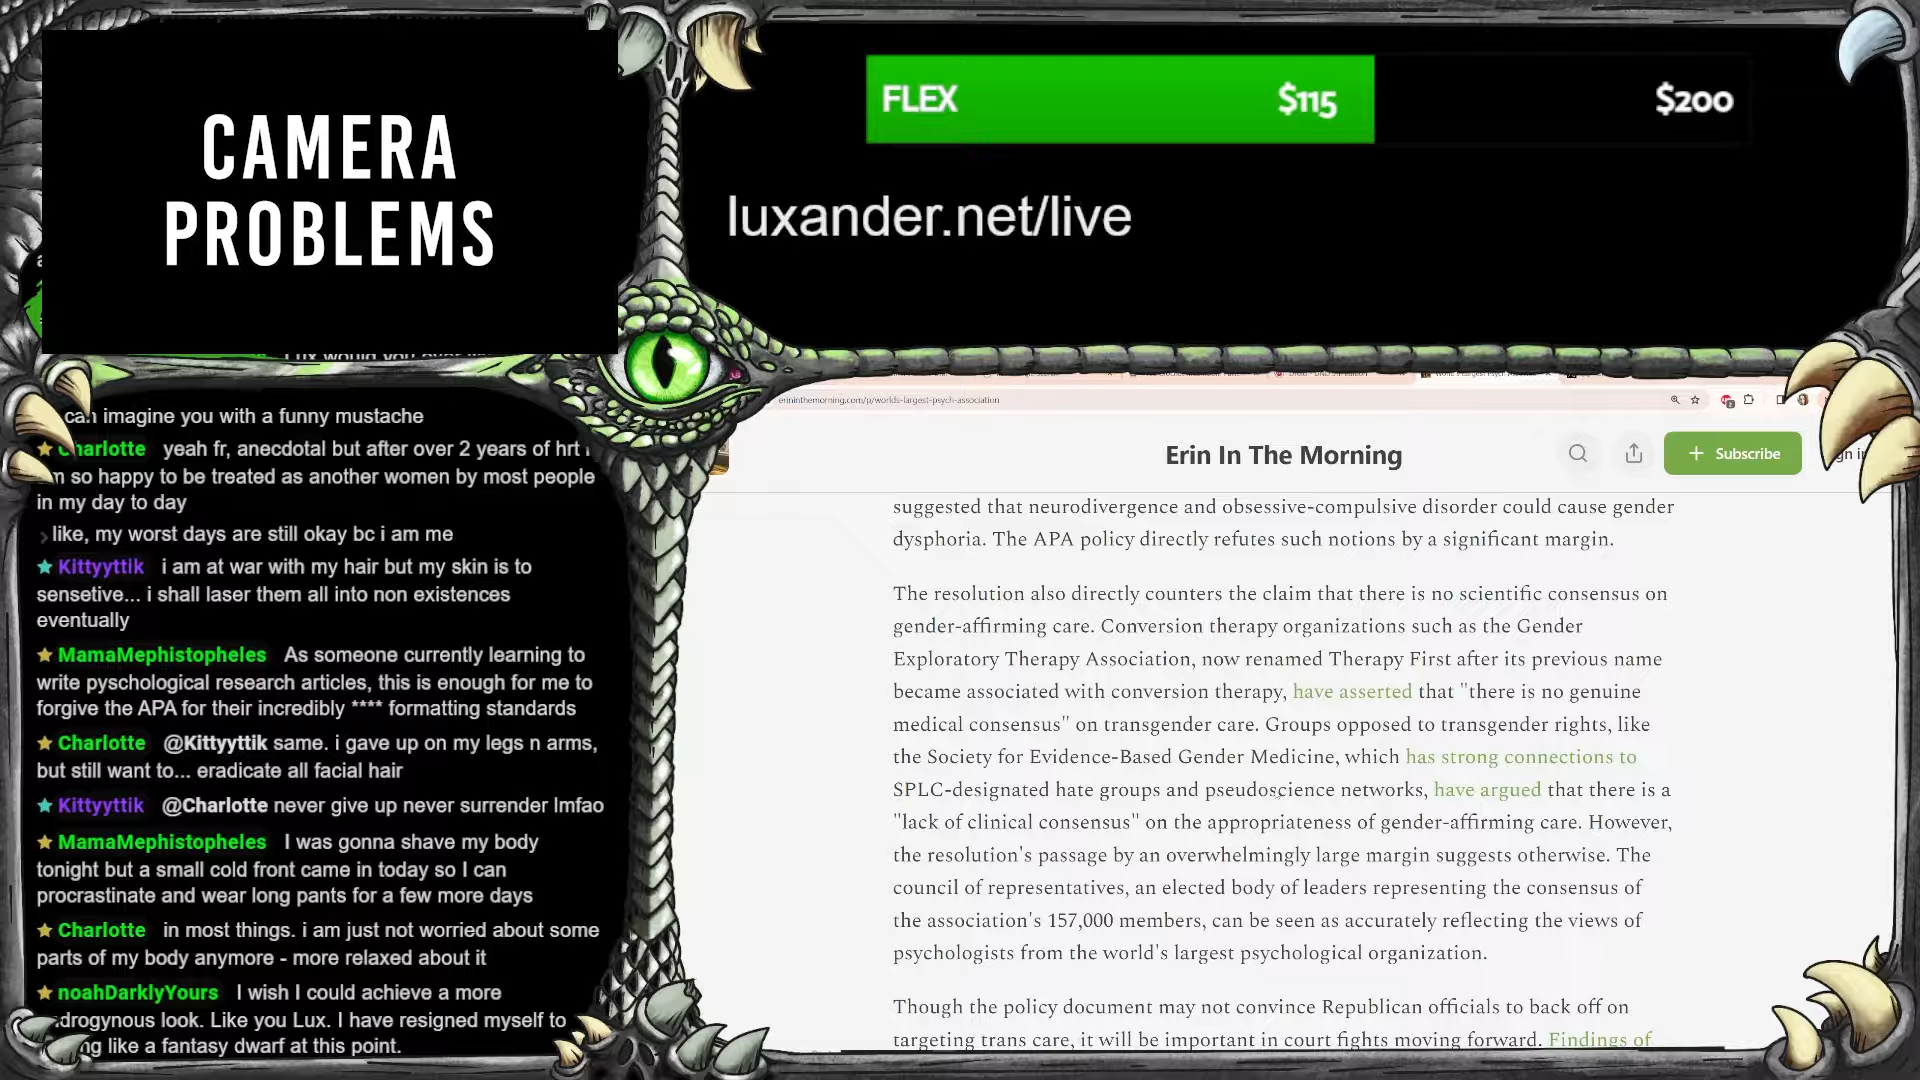 CAMERA
PROBLEMS
FLEX $115 $200
luxander.net/live
can imagine you with a funny mustache
Charlotte yeah fr, anecdotal but after over 2 years of hrt i
so happy to be treated as another women by most people
in my day to day
like, my worst days are still okay bc i am me
Kittyyttik i am at war with my hair but my skin is to
sensetive... i shall laser them all into non existences
eventually
MamaMephistopheles As someone currently learning to
write pyschological research articles, this is enough for me to
forgive the APA for their incredibly **** formatting standards
Charlotte @Kittyyttik same. i gave up on my legs n arms,
but still want to... eradicate all facial hair
Kittyyttik @Charlotte never give up never surrender lmfao
MamaMephistopheles I was gonna shave my body
tonight but a small cold front came in today so I can
procrastinate and wear long pants for a few more days
Charlotte in most things. i am just not worried about some
parts of my body anymore - more relaxed about it
noahDarklyYours I wish I could achieve a more
drogynous look. Like you Lux. I have resigned myself to
like a fantasy dwarf at this point.
erininthemorning.com/p/worlds-largest-psych-association
Erin In The Morning
+ Subscribe
suggested that neurodivergence and obsessive-compulsive disorder could cause gender
dysphoria. The APA policy directly refutes such notions by a significant margin.
The resolution also directly counters the claim that there is no scientific consensus on
gender-affirming care. Conversion therapy organizations such as the Gender
Exploratory Therapy Association, now renamed Therapy First after its previous name
became associated with conversion therapy, have asserted that "there is no genuine
medical consensus" on transgender care. Groups opposed to transgender rights, like
the Society for Evidence-Based Gender Medicine, which has strong connections to
SPLC-designated hate groups and pseudoscience networks, have argued that there is a
"lack of clinical consensus" on the appropriateness of gender-affirming care. However,
the resolution's passage by an overwhelmingly large margin suggests otherwise. The
council of representatives, an elected body of leaders representing the consensus of
the association's 157,000 members, can be seen as accurately reflecting the views of
psychologists from the world's largest psychological organization.
Though the policy document may not convince Republican officials to back off on
targeting trans care, it will be important in court fights moving forward. Findings of